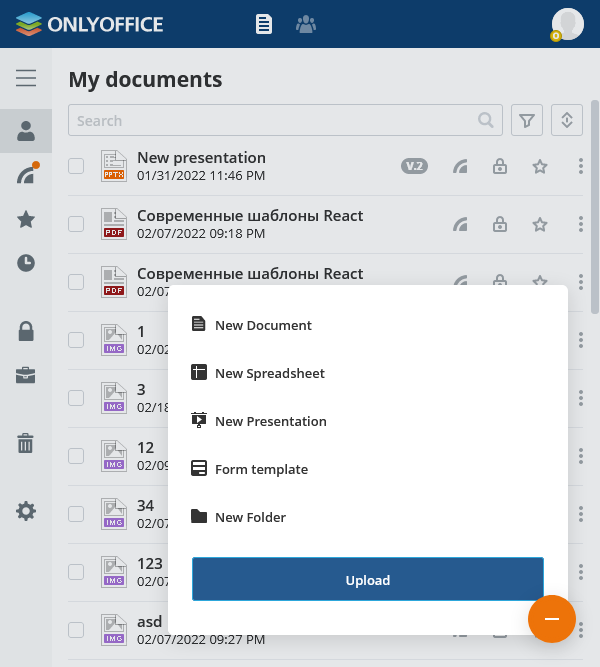 ONLYOFFICE
My documents
Search
New presentation
01/31/2022 11:46 PM
V.2
PPTX
Современные шаблоны React
02/07/2022 09:18 PM
PDF
Современные шаблоны React
02/07
PDF
1
02/02
IMG
3
02/18
IMG
12
02/09
IMG
34
02/07
IMG
123
02/07
IMG
asd
02/07/2022 09:27 PM
IMG
New Document
New Spreadsheet
New Presentation
Form template
New Folder
Upload